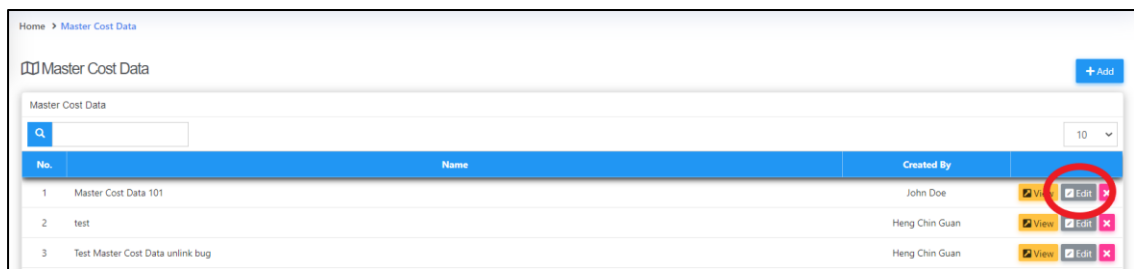 Home > Master Cost Data
Master Cost Data
+ Add
Master Cost Data
10
No. Name Created By
1 Master Cost Data 101 John Doe View Edit ×
2 test Heng Chin Guan View Edit ×
3 Test Master Cost Data unlink bug Heng Chin Guan View Edit ×